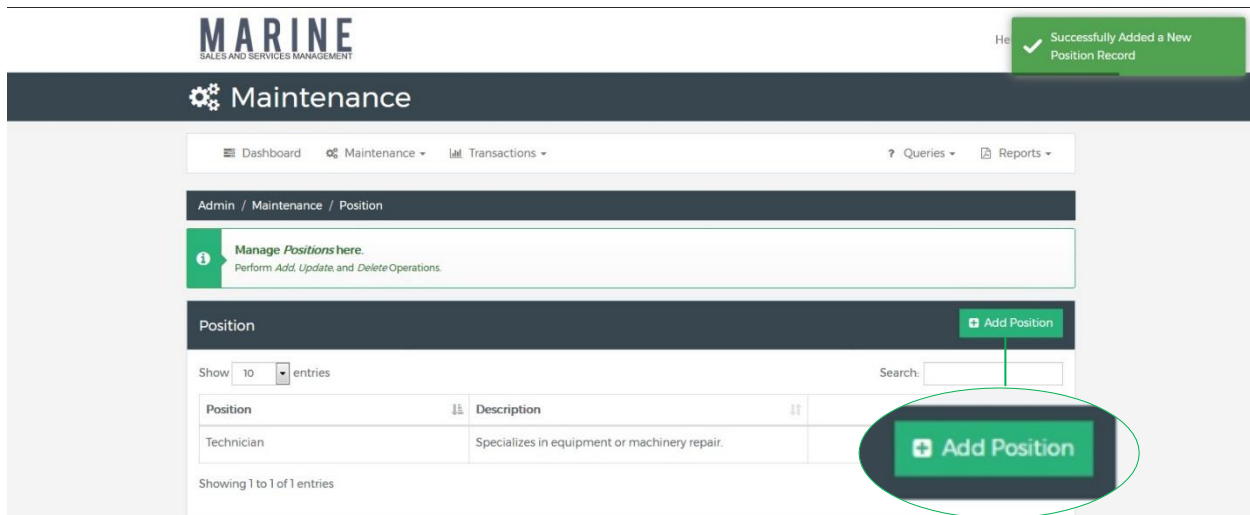 MARINE
SALES AND SERVICES MANAGEMENT
He
Successfully Added a New
Position Record
Maintenance
Dashboard Maintenance Transactions ? Queries Reports
Admin / Maintenance / Position
Manage Positions here.
Perform Add, Update, and Delete Operations.
Position Add Position
Show 10 entries Search:
Position Description
Technician Specializes in equipment or machinery repair.
Add Position
Showing 1 to 1 of 1 entries